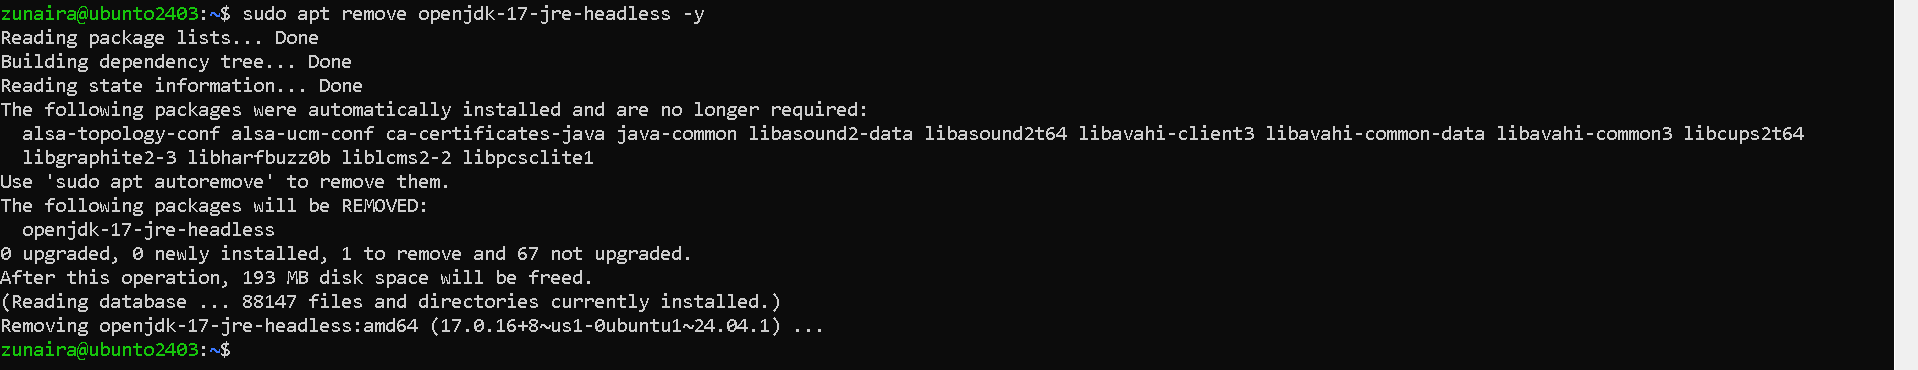 zunaira@ubunto2403:~$ sudo apt remove openjdk-17-jre-headless -y
Reading package lists... Done
Building dependency tree... Done
Reading state information... Done
The following packages were automatically installed and are no longer required:
  alsa-topology-conf alsa-ucm-conf ca-certificates-java java-common libasound2-data libasound2t64 libavahi-client3 libavahi-common-data libavahi-common3 libcups2t64
  libgraphite2-3 libharfbuzz0b liblcms2-2 libpcsclite1
Use 'sudo apt autoremove' to remove them.
The following packages will be REMOVED:
  openjdk-17-jre-headless
0 upgraded, 0 newly installed, 1 to remove and 67 not upgraded.
After this operation, 193 MB disk space will be freed.
(Reading database ... 88147 files and directories currently installed.)
Removing openjdk-17-jre-headless:amd64 (17.0.16+8~us1-0ubuntu1~24.04.1) ...
zunaira@ubunto2403:~$